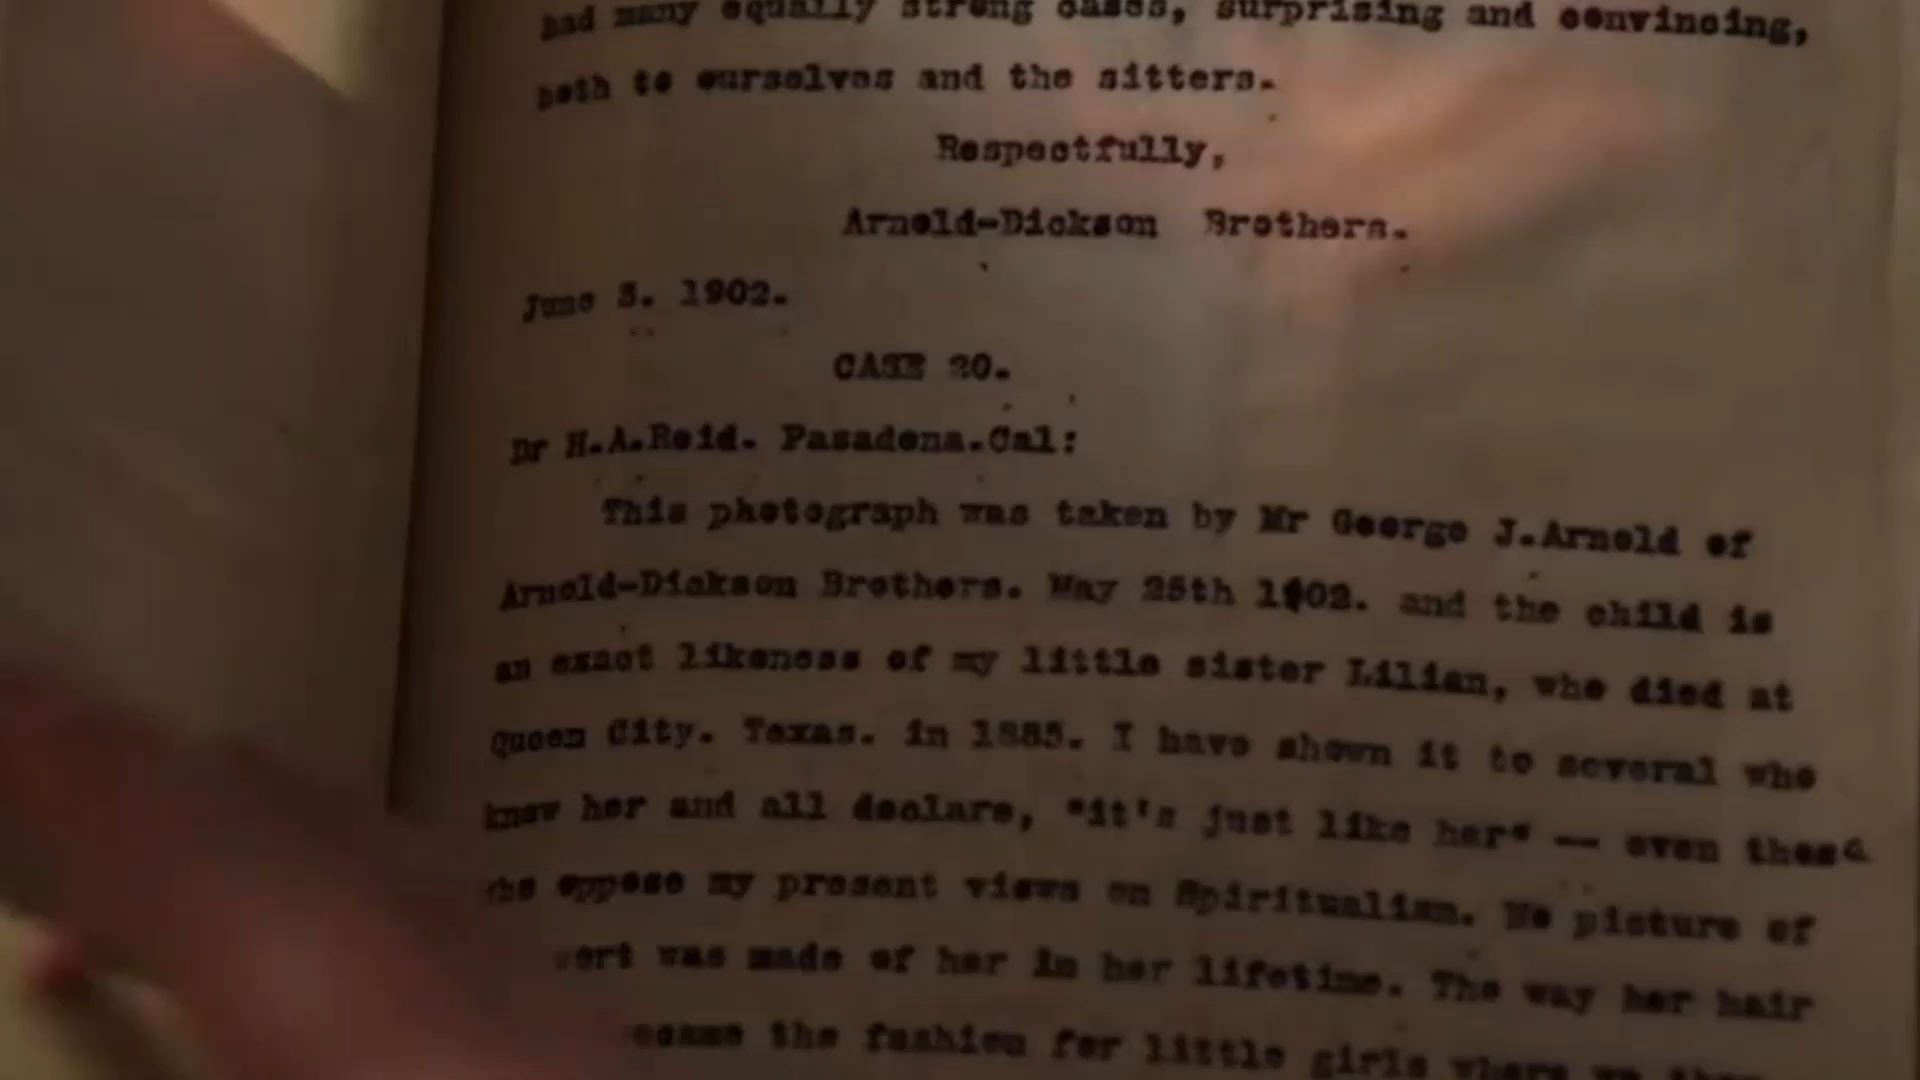 had many equally strong cases, surprising and convincing,
both to ourselves and the sitters.
Respectfully,
Arnold-Dickson Brothers.
June 3. 1902.
CASE 20.
Dr H.A.Reid. Pasadena.Cal:
This photograph was taken by Mr George J.Arnold of
Arnold-Dickson Brothers. May 25th 1902. and the child is
an exact likeness of my little sister Lilian, who died at
Queen City. Texas. in 1885. I have shown it to several who
knew her and all declare, "it's just like her" — even those
who oppose my present views on Spiritualism. No picture of
was made of her in her lifetime. The way her hair
the fashion for little girls where we